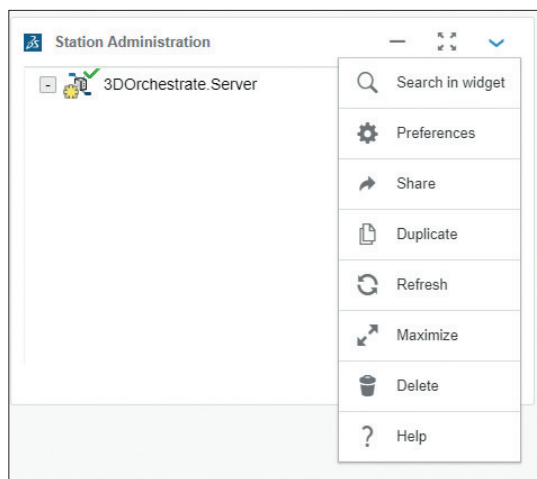 Station Administration
3DOrchestrate.Server
Search in widget
Preferences
Share
Duplicate
Refresh
Maximize
Delete
? Help